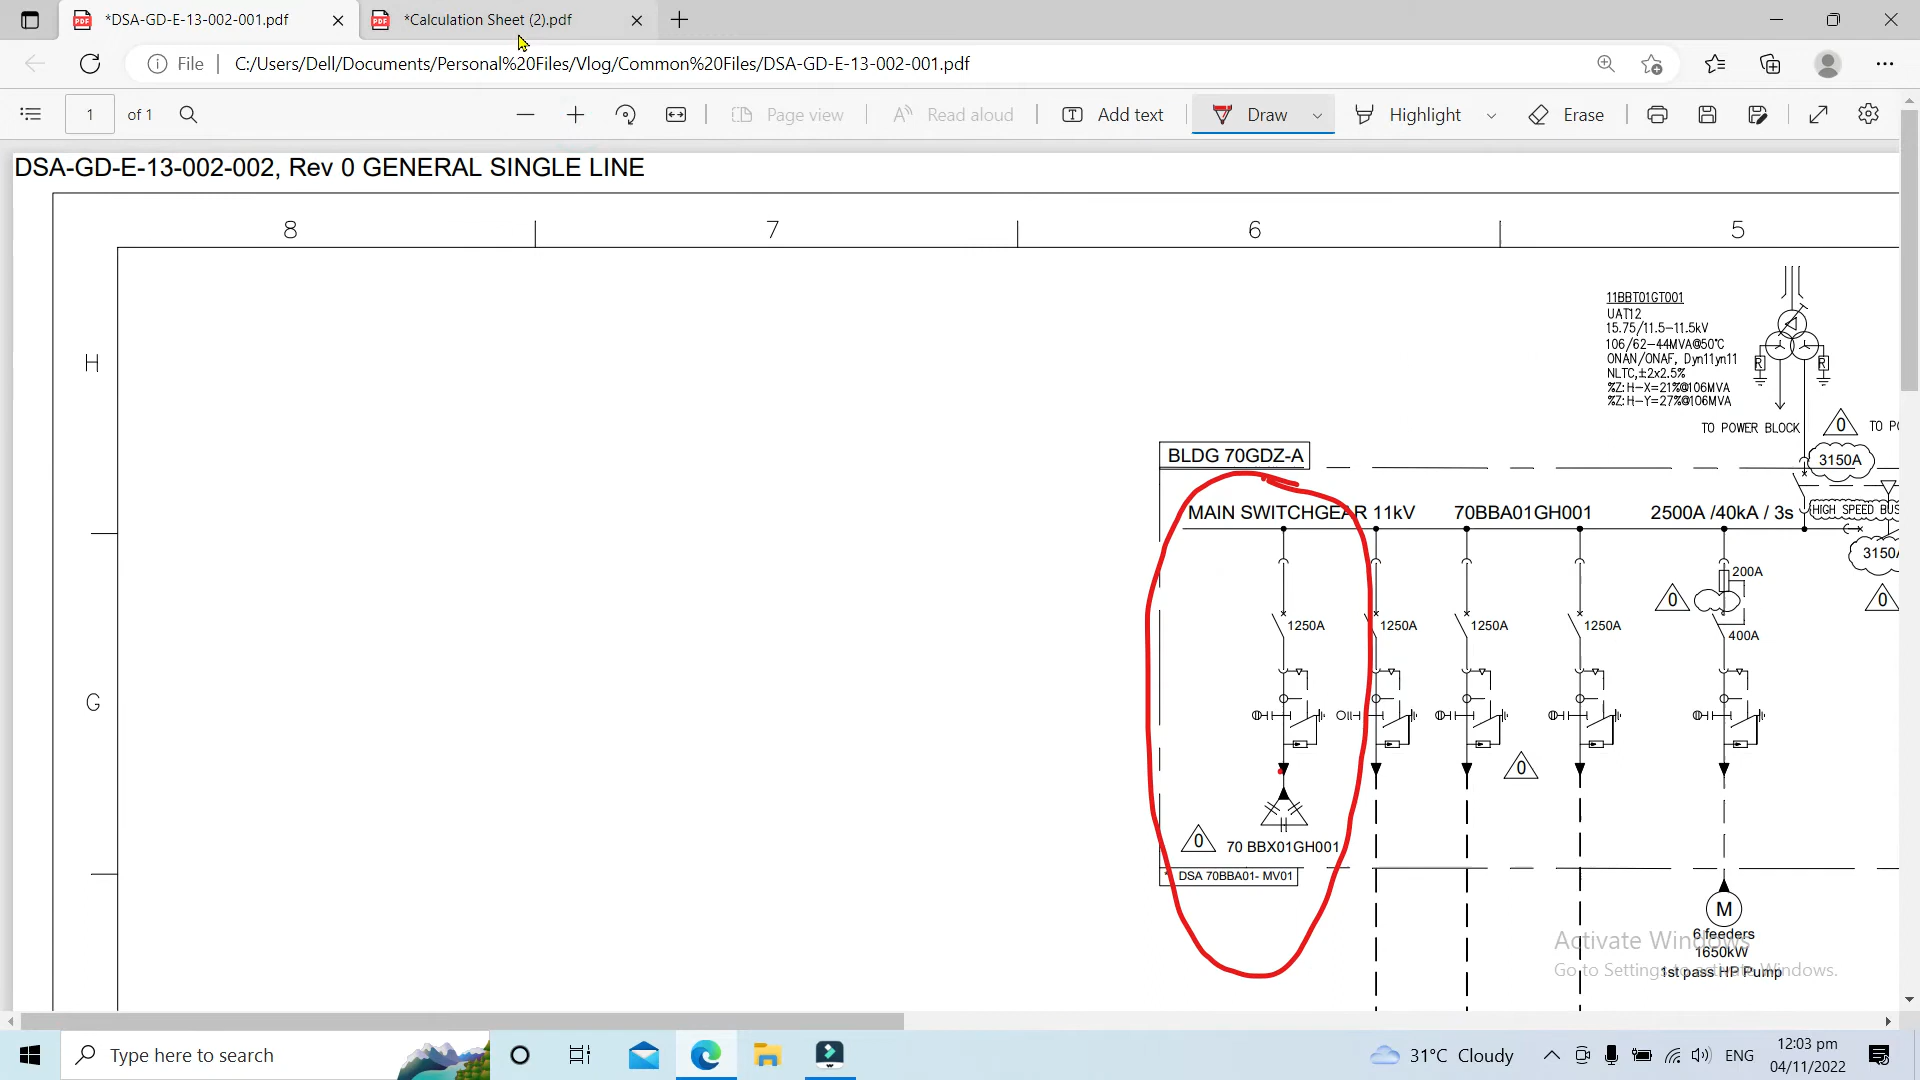 *DSA-GD-E-13-002-001.pdf
*Calculation Sheet (2).pdf
File
C:/Users/Dell/Documents/Personal%20Files/Vlog/Common%20Files/DSA-GD-E-13-002-001.pdf
1 of 1
Page view
Read aloud
Add text
Draw
Highlight
Erase
DSA-GD-E-13-002-002, Rev 0 GENERAL SINGLE LINE
8 7 6 5
11BBT01GT001
UAT12
15.75/11.5-11.5kV
106/62-44MVA@50°C
ONAN/ONAF, Dyn11yn11
NLTC,±2x2.5%
%Z:H-X=21%@106MVA
%Z:H-Y=27%@106MVA
R R
H
TO POWER BLOCK
0
TO PO
BLDG 70GDZ-A
3150A
MAIN SWITCHGEAR 11kV 70BBA01GH001 2500A /40kA / 3s
HIGH SPEED BUS
3150A
200A
0 0
1250A 1250A 1250A 1250A 400A
G
0
0 70 BBX01GH001
* DSA 70BBA01- MV01
M
6 feeders
1650kW
1st pass HP Pump
Activate Windows
Go to Settings to activate Windows.
Type here to search
31°C Cloudy
ENG
12:03 pm
04/11/2022